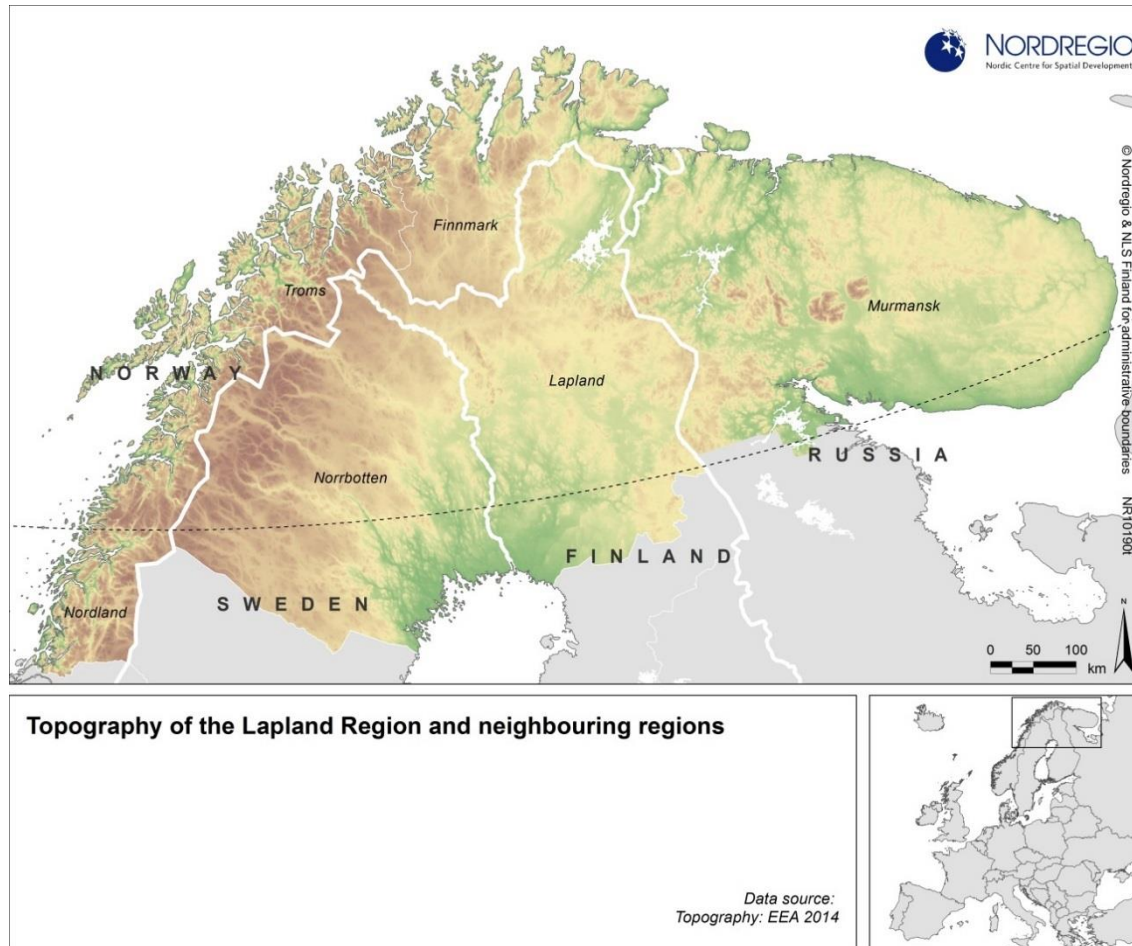 NORDREGIO
Nordic Centre for Spatial Development
Finnmark
Troms
Murmansk
NORWAY
Lapland
RUSSIA
Norrbotten
FINLAND
SWEDEN
Nordland
N
0 50 100
km
© Nordregio & NLS Finland for administrative boundaries NR10190t
Topography of the Lapland Region and neighbouring regions
Data source:
Topography: EEA 2014